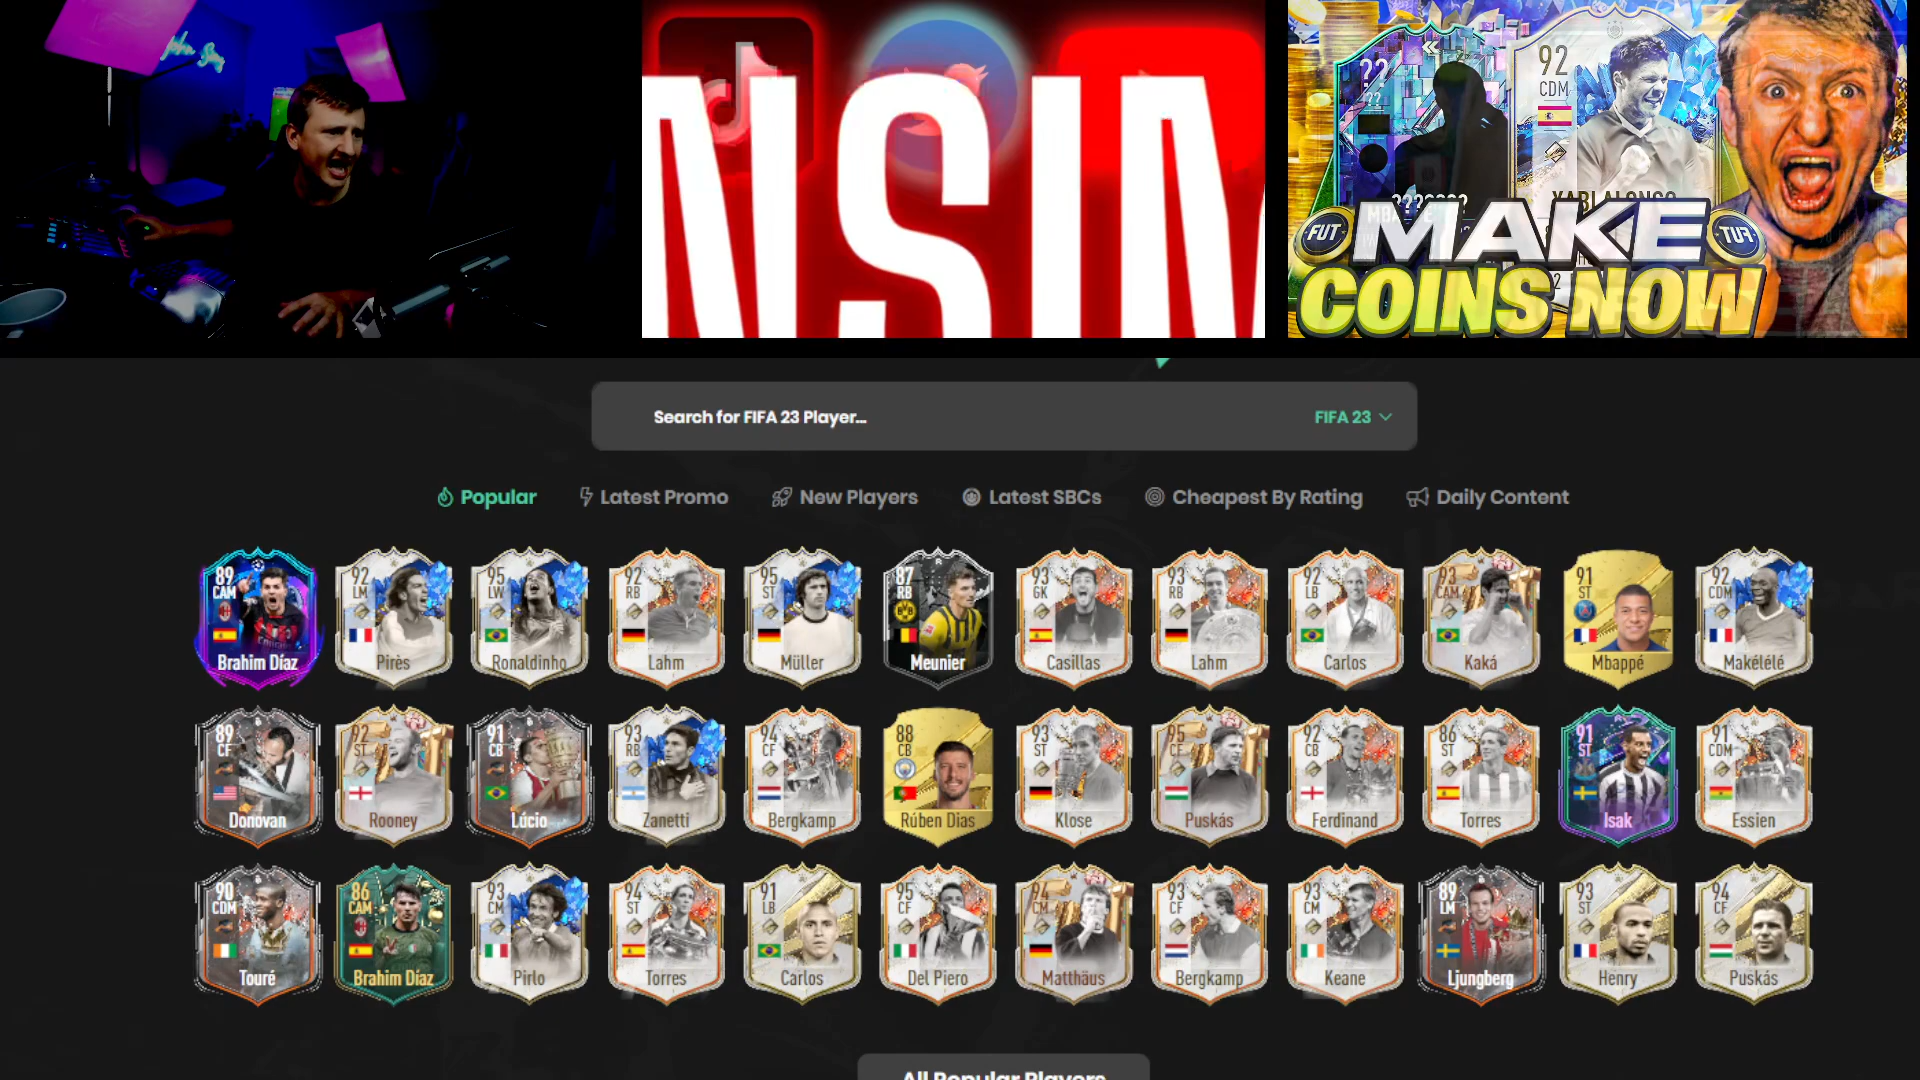 NSIN
??
??
???????
92
CDM
XABI ALONSO
FUT
MAKE
FUT
COINS NOW
Search for FIFA 23 Player...
FIFA 23
Popular
Latest Promo
New Players
Latest SBCs
Cheapest By Rating
Daily Content
89
CAM
Brahim Díaz
92
LM
Pirès
95
LW
Ronaldinho
92
RB
Lahm
95
ST
Müller
87
RB
Meunier
93
GK
Casillas
93
RB
Lahm
92
LB
Carlos
93
CAM
Kaká
91
ST
Mbappé
92
CDM
Makélélé
89
CF
Donovan
92
ST
Rooney
91
CB
Lúcio
93
RB
Zanetti
94
CF
Bergkamp
88
CB
Rúben Dias
93
ST
Klose
95
CF
Puskás
92
CB
Ferdinand
86
ST
Torres
91
ST
Isak
91
CDM
Essien
90
CDM
Touré
86
CAM
Brahim Díaz
93
CM
Pirlo
94
ST
Torres
91
LB
Carlos
95
CF
Del Piero
94
CM
Matthäus
93
CF
Bergkamp
93
CM
Keane
89
LM
Ljungberg
93
ST
Henry
94
CF
Puskás
All Popular Players